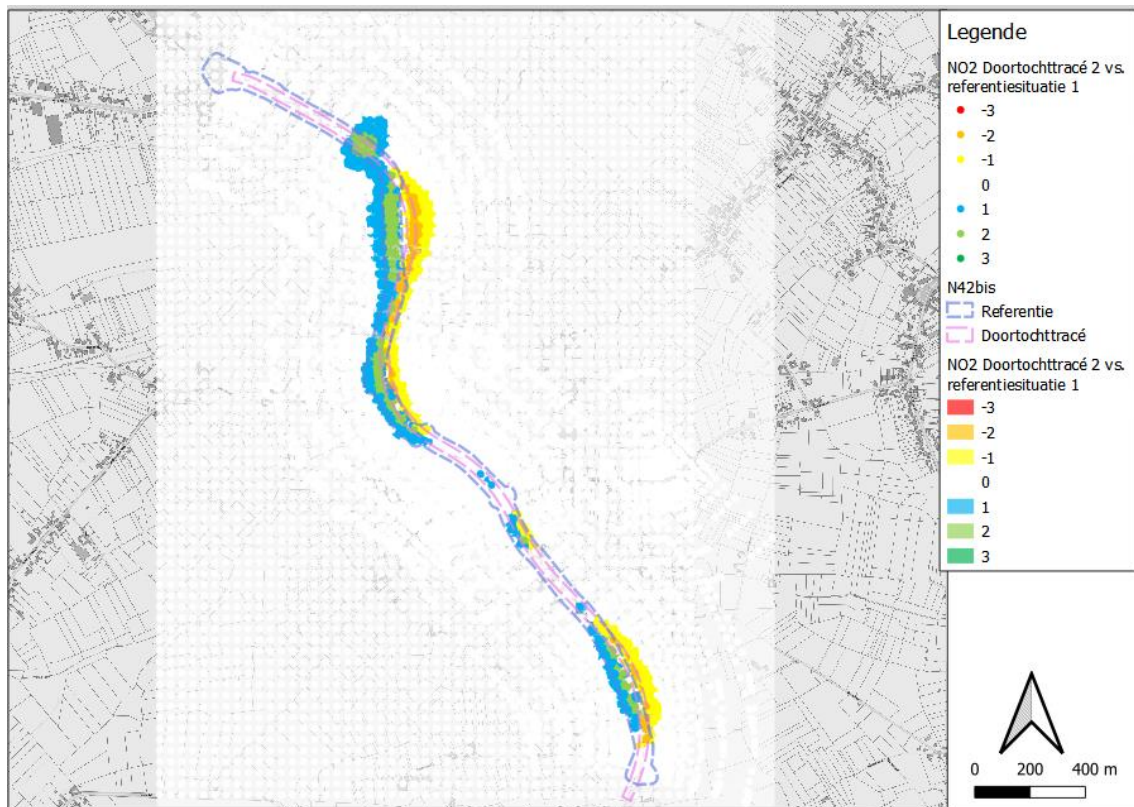 Legende
NO2 Doortochttracé 2 vs.
referentiesituatie 1
-3
-2
-1
0
1
2
3
N42bis
Referentie
Doortochttracé
NO2 Doortochttracé 2 vs.
referentiesituatie 1
-3
-2
-1
0
1
2
3
0 200 400 m